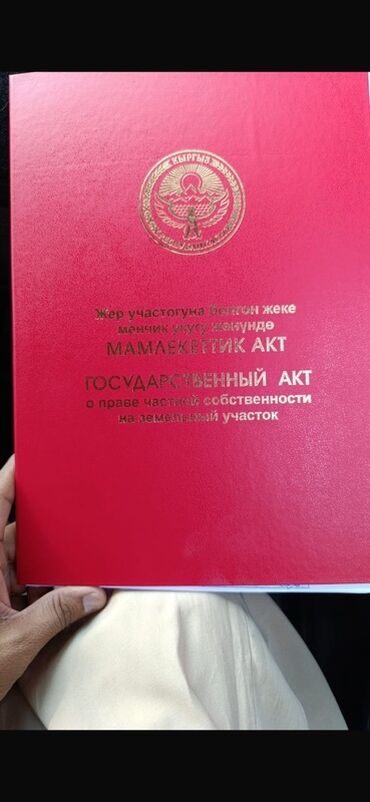 КЫРГЫЗ
Жер участогуна болгон жеке
менчик укугу жөнүндө
МАМЛЕКЕТТИК АКТ
ГОСУДАРСТВЕННЫЙ АКТ
о праве частной собственности
на земельный участок